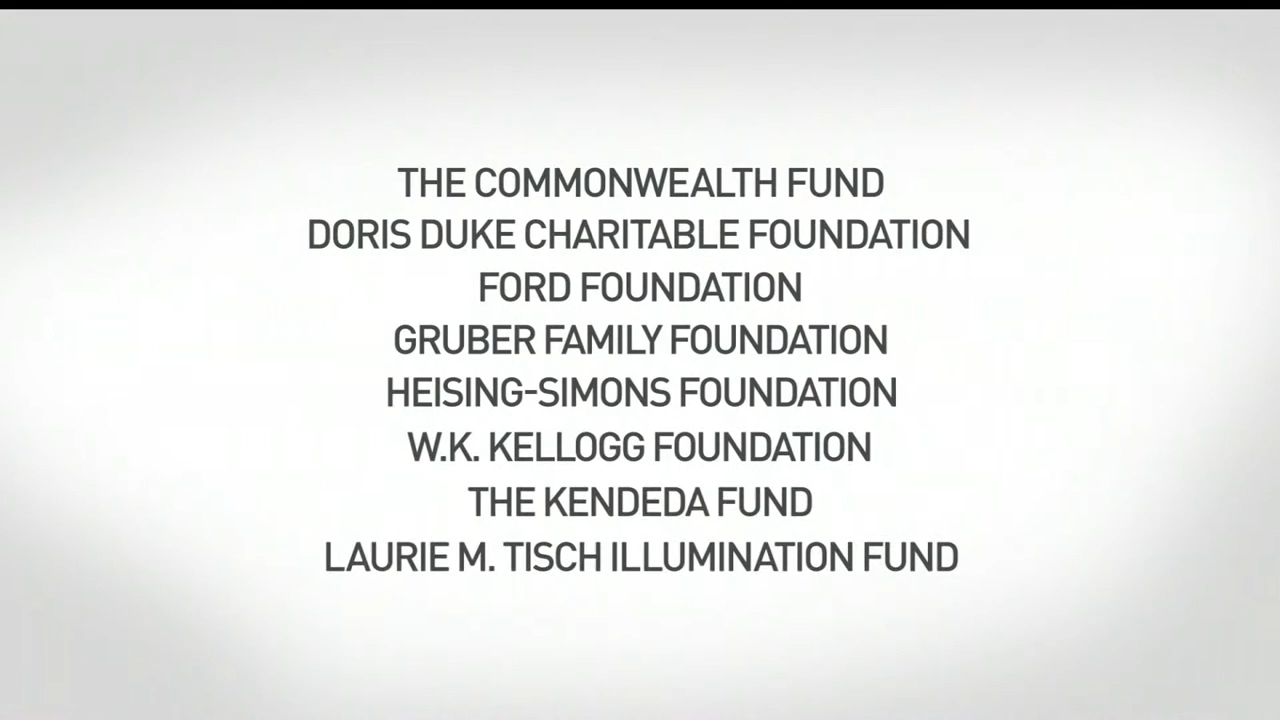 THE COMMONWEALTH FUND
DORIS DUKE CHARITABLE FOUNDATION
FORD FOUNDATION
GRUBER FAMILY FOUNDATION
HEISING-SIMONS FOUNDATION
W.K. KELLOGG FOUNDATION
THE KENDEDA FUND
LAURIE M. TISCH ILLUMINATION FUND